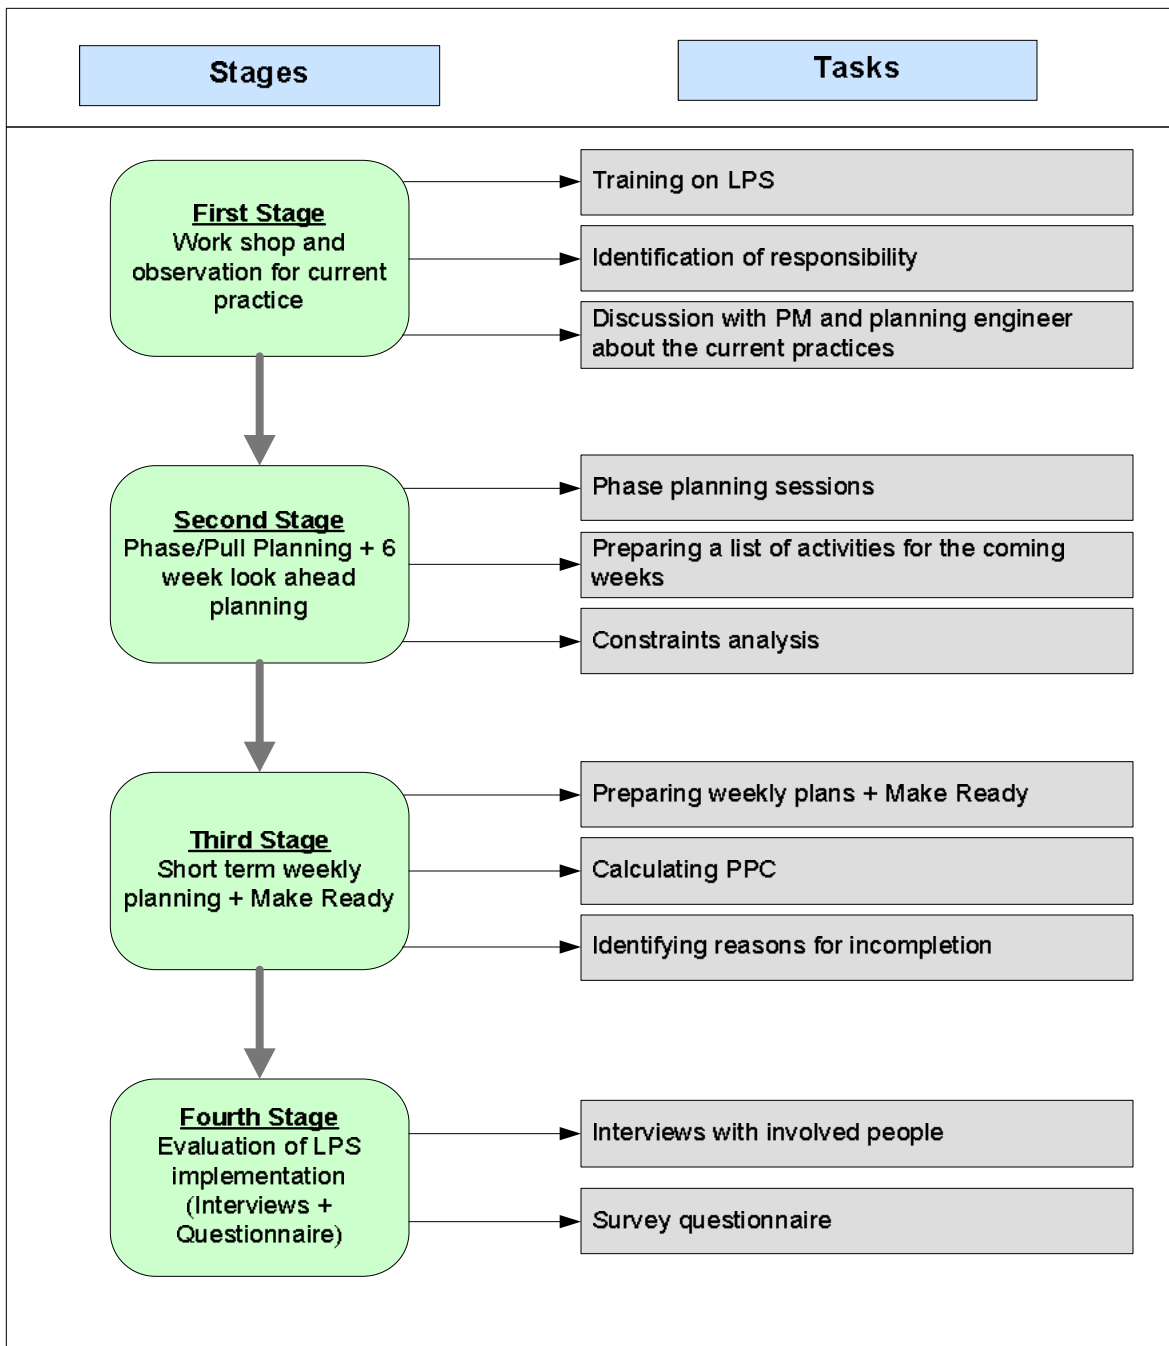 Stages
Tasks
First Stage
Work shop and
observation for current
practice
Training on LPS
Identification of responsibility
Discussion with PM and planning engineer
about the current practices
Second Stage
Phase/Pull Planning + 6
week look ahead
planning
Phase planning sessions
Preparing a list of activities for the coming
weeks
Constraints analysis
Third Stage
Short term weekly
planning + Make Ready
Preparing weekly plans + Make Ready
Calculating PPC
Identifying reasons for incompletion
Fourth Stage
Evaluation of LPS
implementation
(Interviews +
Questionnaire)
Interviews with involved people
Survey questionnaire